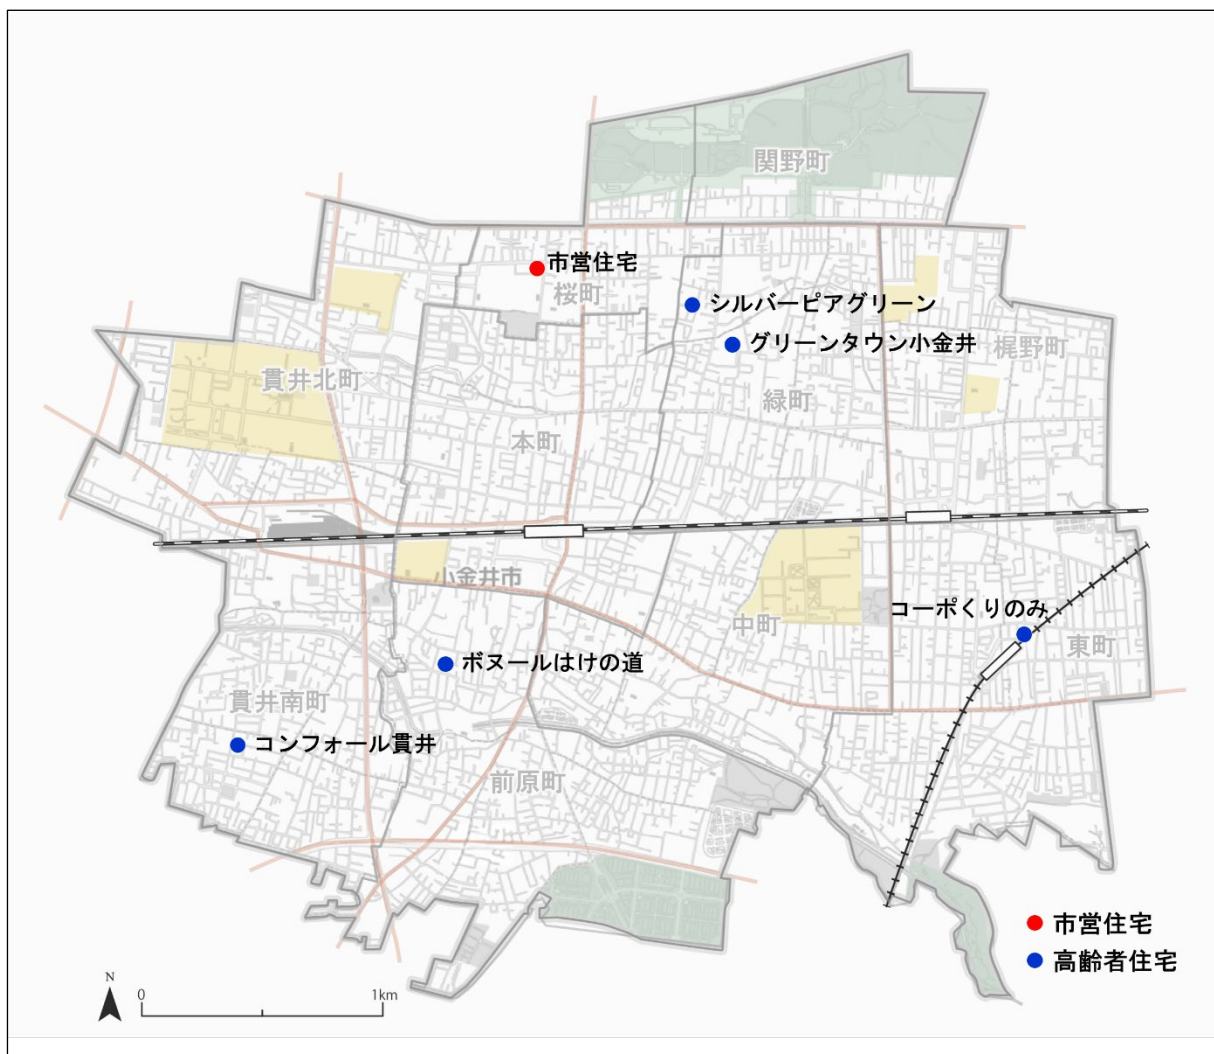 関野町
市営住宅
桜町
シルバーピアグリーン
グリーンタウン小金井
梶野町
貫井北町
緑町
本町
小金井市
コーポくりのみ
中町
東町
ボヌールはけの道
貫井南町
コンフォール貫井
前原町
市営住宅
高齢者住宅
N
0 1km